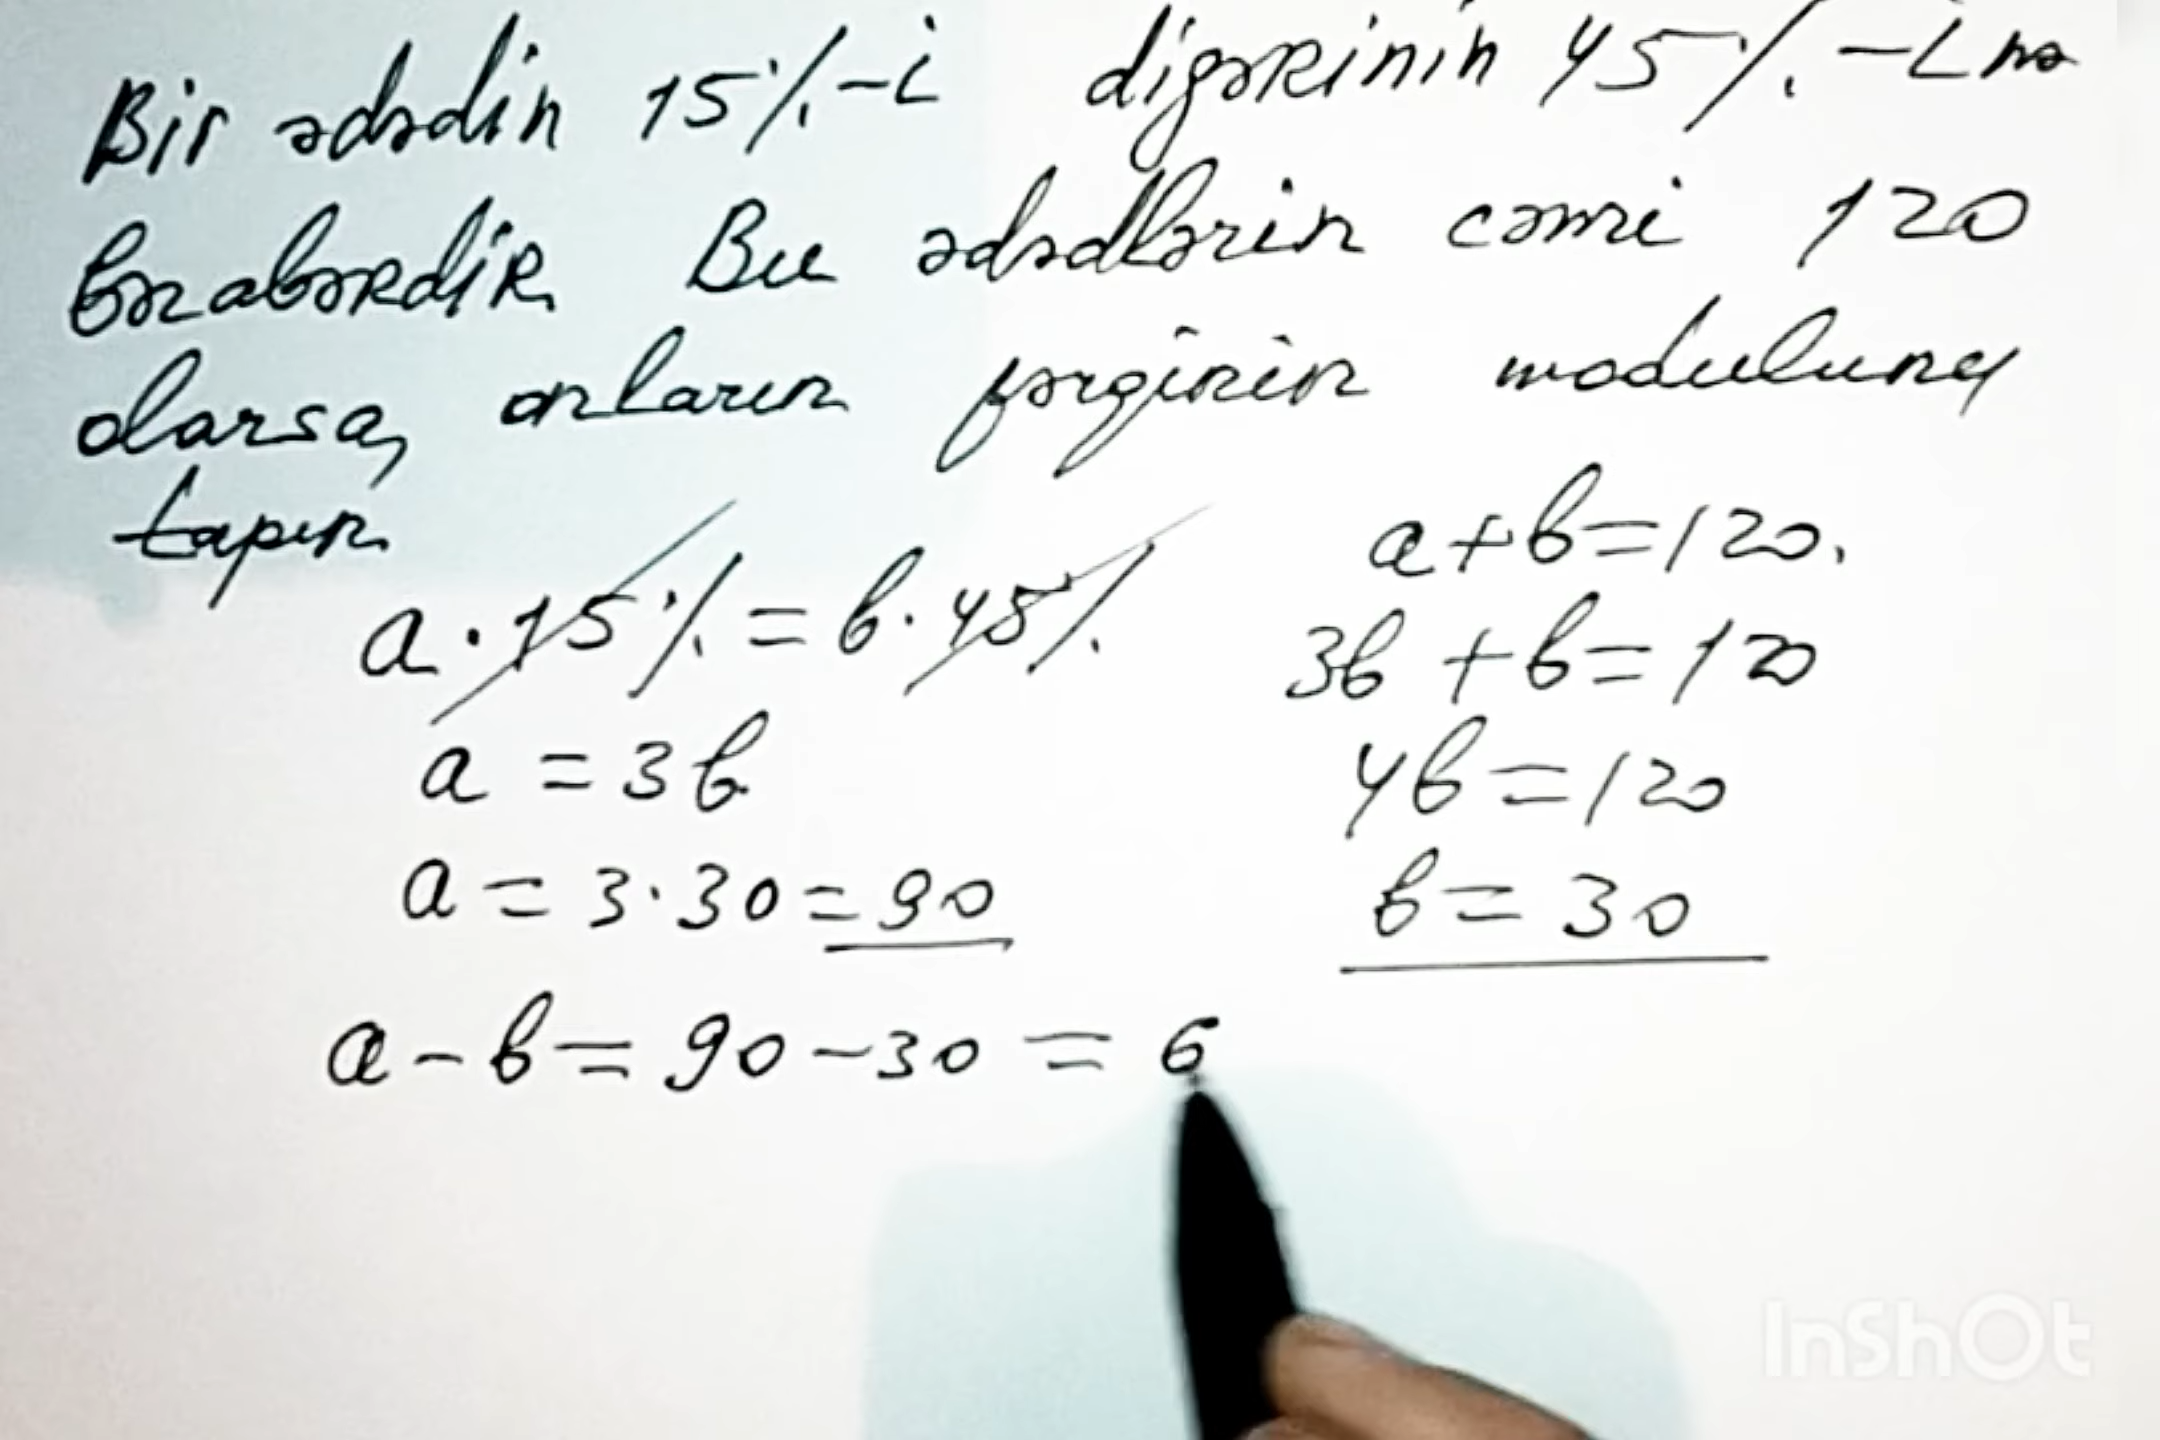 Bir ədədin 15%-i digərinin 45%-inə
bərabərdir Bu ədədlərin cəmi 120
olarsa, onların fərginin modulunu
tapın
a·15%=b·45%
a=3b
a=3·30=90
a+b=120.
3b+b=120
4b=120
b=30
a-b=90-30=6
InShOt